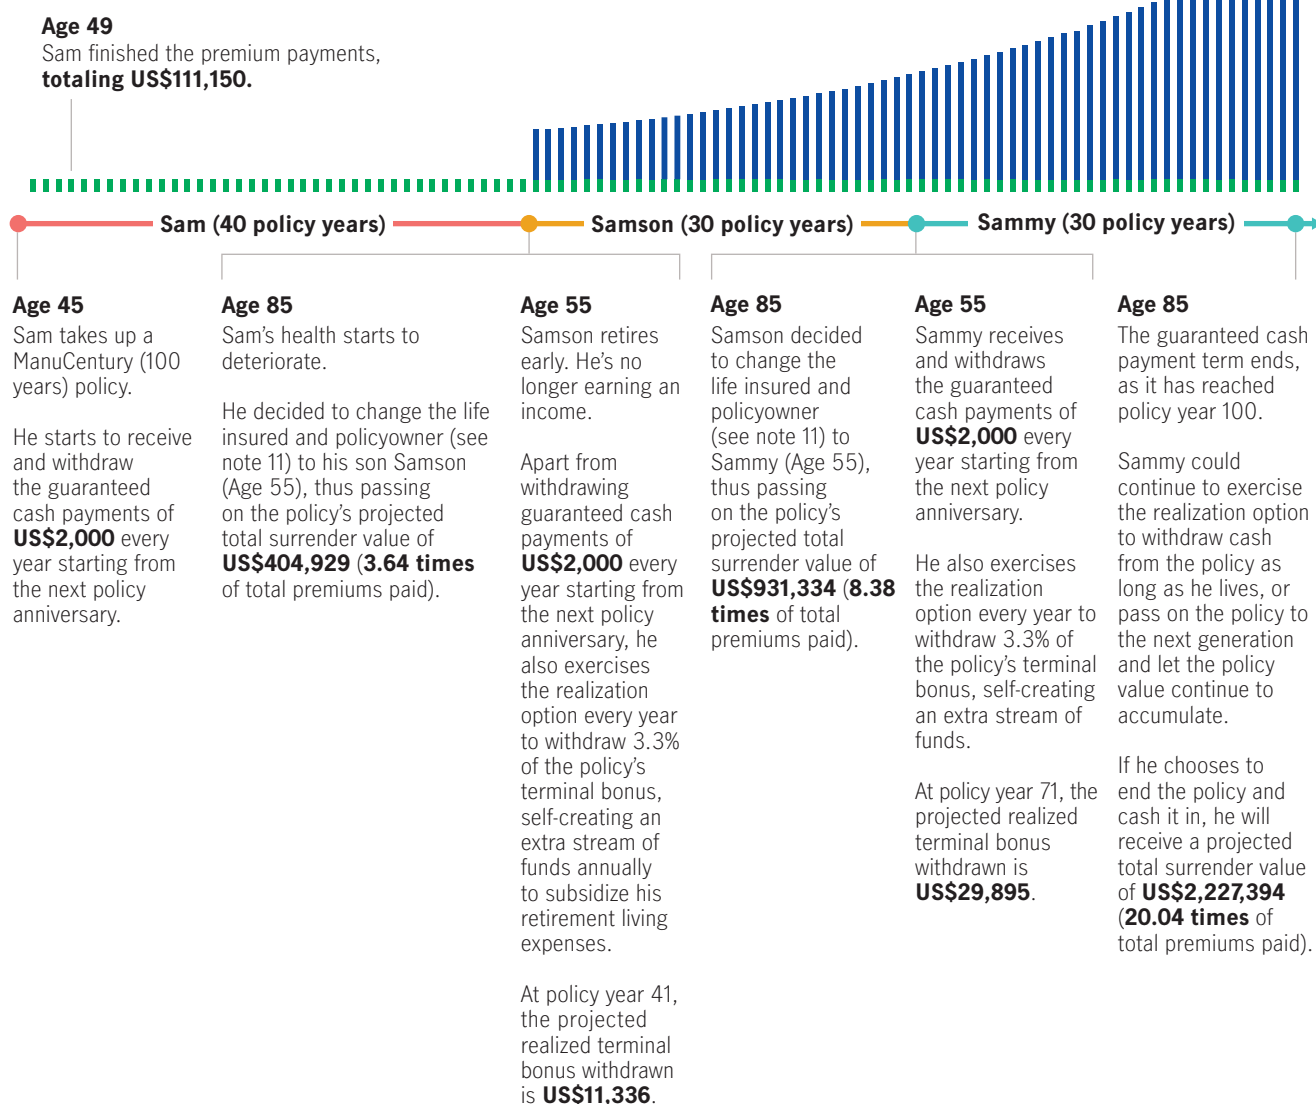 Age 49
Sam finished the premium payments,
totaling US$111,150.
Sam (40 policy years)
Samson (30 policy years)
Sammy (30 policy years)
Age 45
Sam takes up a
ManuCentury (100
years) policy.
He starts to receive
and withdraw
the guaranteed
cash payments of
US$2,000 every
year starting from
the next policy
anniversary.
Age 85
Sam’s health starts to
deteriorate.
He decided to change the life
insured and policyowner (see
note 11) to his son Samson
(Age 55), thus passing
on the policy’s projected
total surrender value of
US$404,929 (3.64 times
of total premiums paid).
Age 55
Samson retires
early. He’s no
longer earning an
income.
Apart from
withdrawing
guaranteed cash
payments of
US$2,000 every
year starting from
the next policy
anniversary, he
also exercises
the realization
option every year
to withdraw 3.3%
of the policy’s
terminal bonus,
self-creating an
extra stream of
funds annually
to subsidize his
retirement living
expenses.
At policy year 41,
the projected
realized terminal
bonus withdrawn
is US$11,336.
Age 85
Samson decided
to change the
life insured and
policyowner
(see note 11) to
Sammy (Age 55),
thus passing
on the policy’s
projected total
surrender value of
US$931,334 (8.38
times of total
premiums paid).
Age 55
Sammy receives
and withdraws
the guaranteed
cash payments of
US$2,000 every
year starting from
the next policy
anniversary.
He also exercises
the realization
option every year to
withdraw 3.3% of
the policy’s terminal
bonus, self-creating
an extra stream of
funds.
At policy year 71, the
projected realized
terminal bonus
withdrawn is
US$29,895.
Age 85
The guaranteed cash
payment term ends,
as it has reached
policy year 100.
Sammy could
continue to exercise
the realization option
to withdraw cash
from the policy as
long as he lives, or
pass on the policy to
the next generation
and let the policy
value continue to
accumulate.
If he chooses to
end the policy and
cash it in, he will
receive a projected
total surrender value
of US$2,227,394
(20.04 times of
total premiums paid).